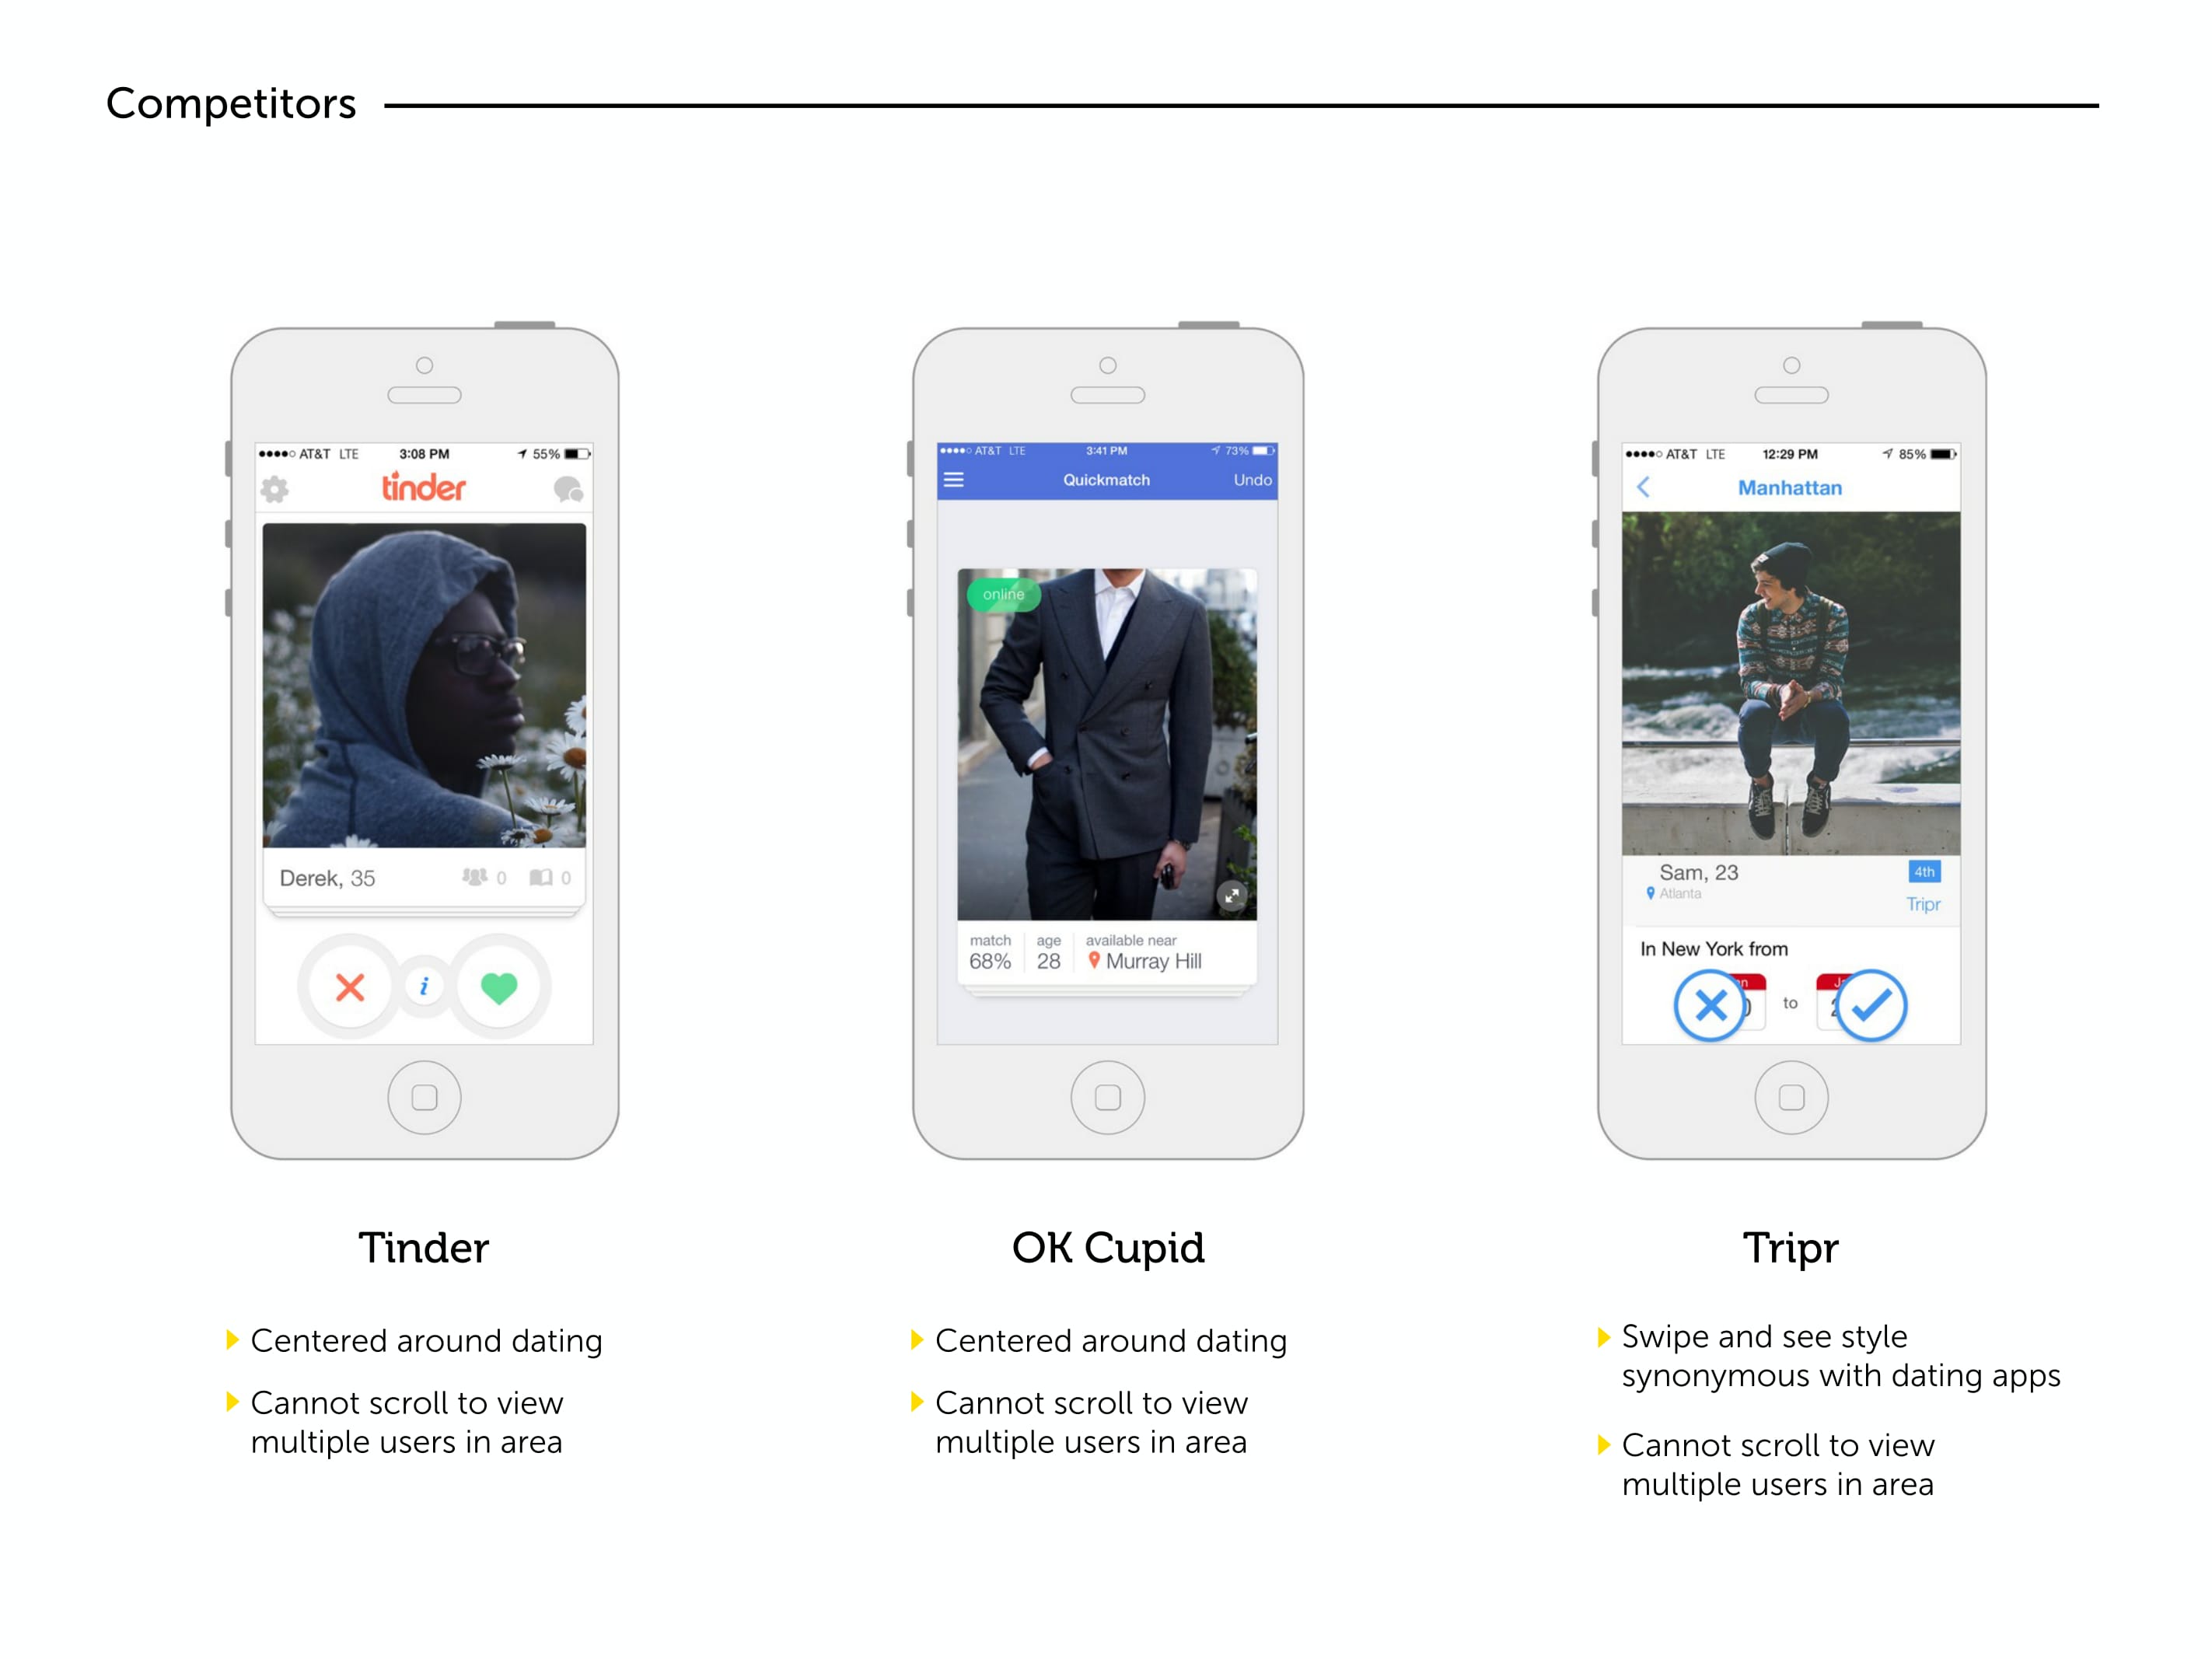 Competitors
AT&T LTE 3:08 PM 55%
tinder
Derek, 35 0 0
i
AT&T LTE 3:41 PM 73%
Quickmatch Undo
online
match age available near
68% 28 Murray Hill
AT&T LTE 12:29 PM 85%
Manhattan
Sam, 23 4th
Atlanta
Tripr
In New York from
to
Tinder
Centered around dating
Cannot scroll to view
multiple users in area
OK Cupid
Centered around dating
Cannot scroll to view
multiple users in area
Tripr
Swipe and see style
synonymous with dating apps
Cannot scroll to view
multiple users in area